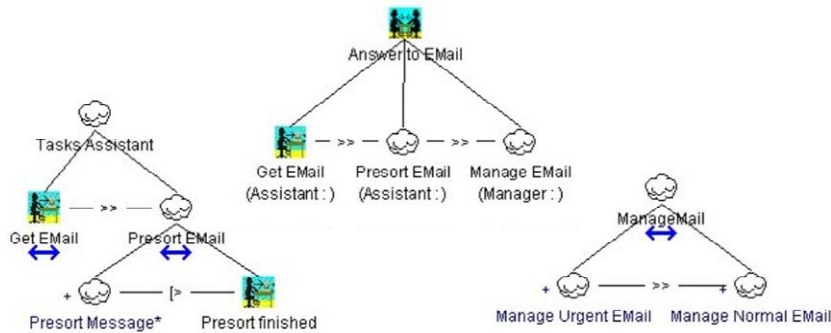 Answer to EMail
Get EMail >> Presort EMail >> Manage EMail
(Assistant : ) (Assistant : ) (Manager : )
Tasks Assistant
>>
Get EMail Presort EMail
+ [>
Presort Message* Presort finished
ManageMail
+ >> +
Manage Urgent EMail Manage Normal EMail